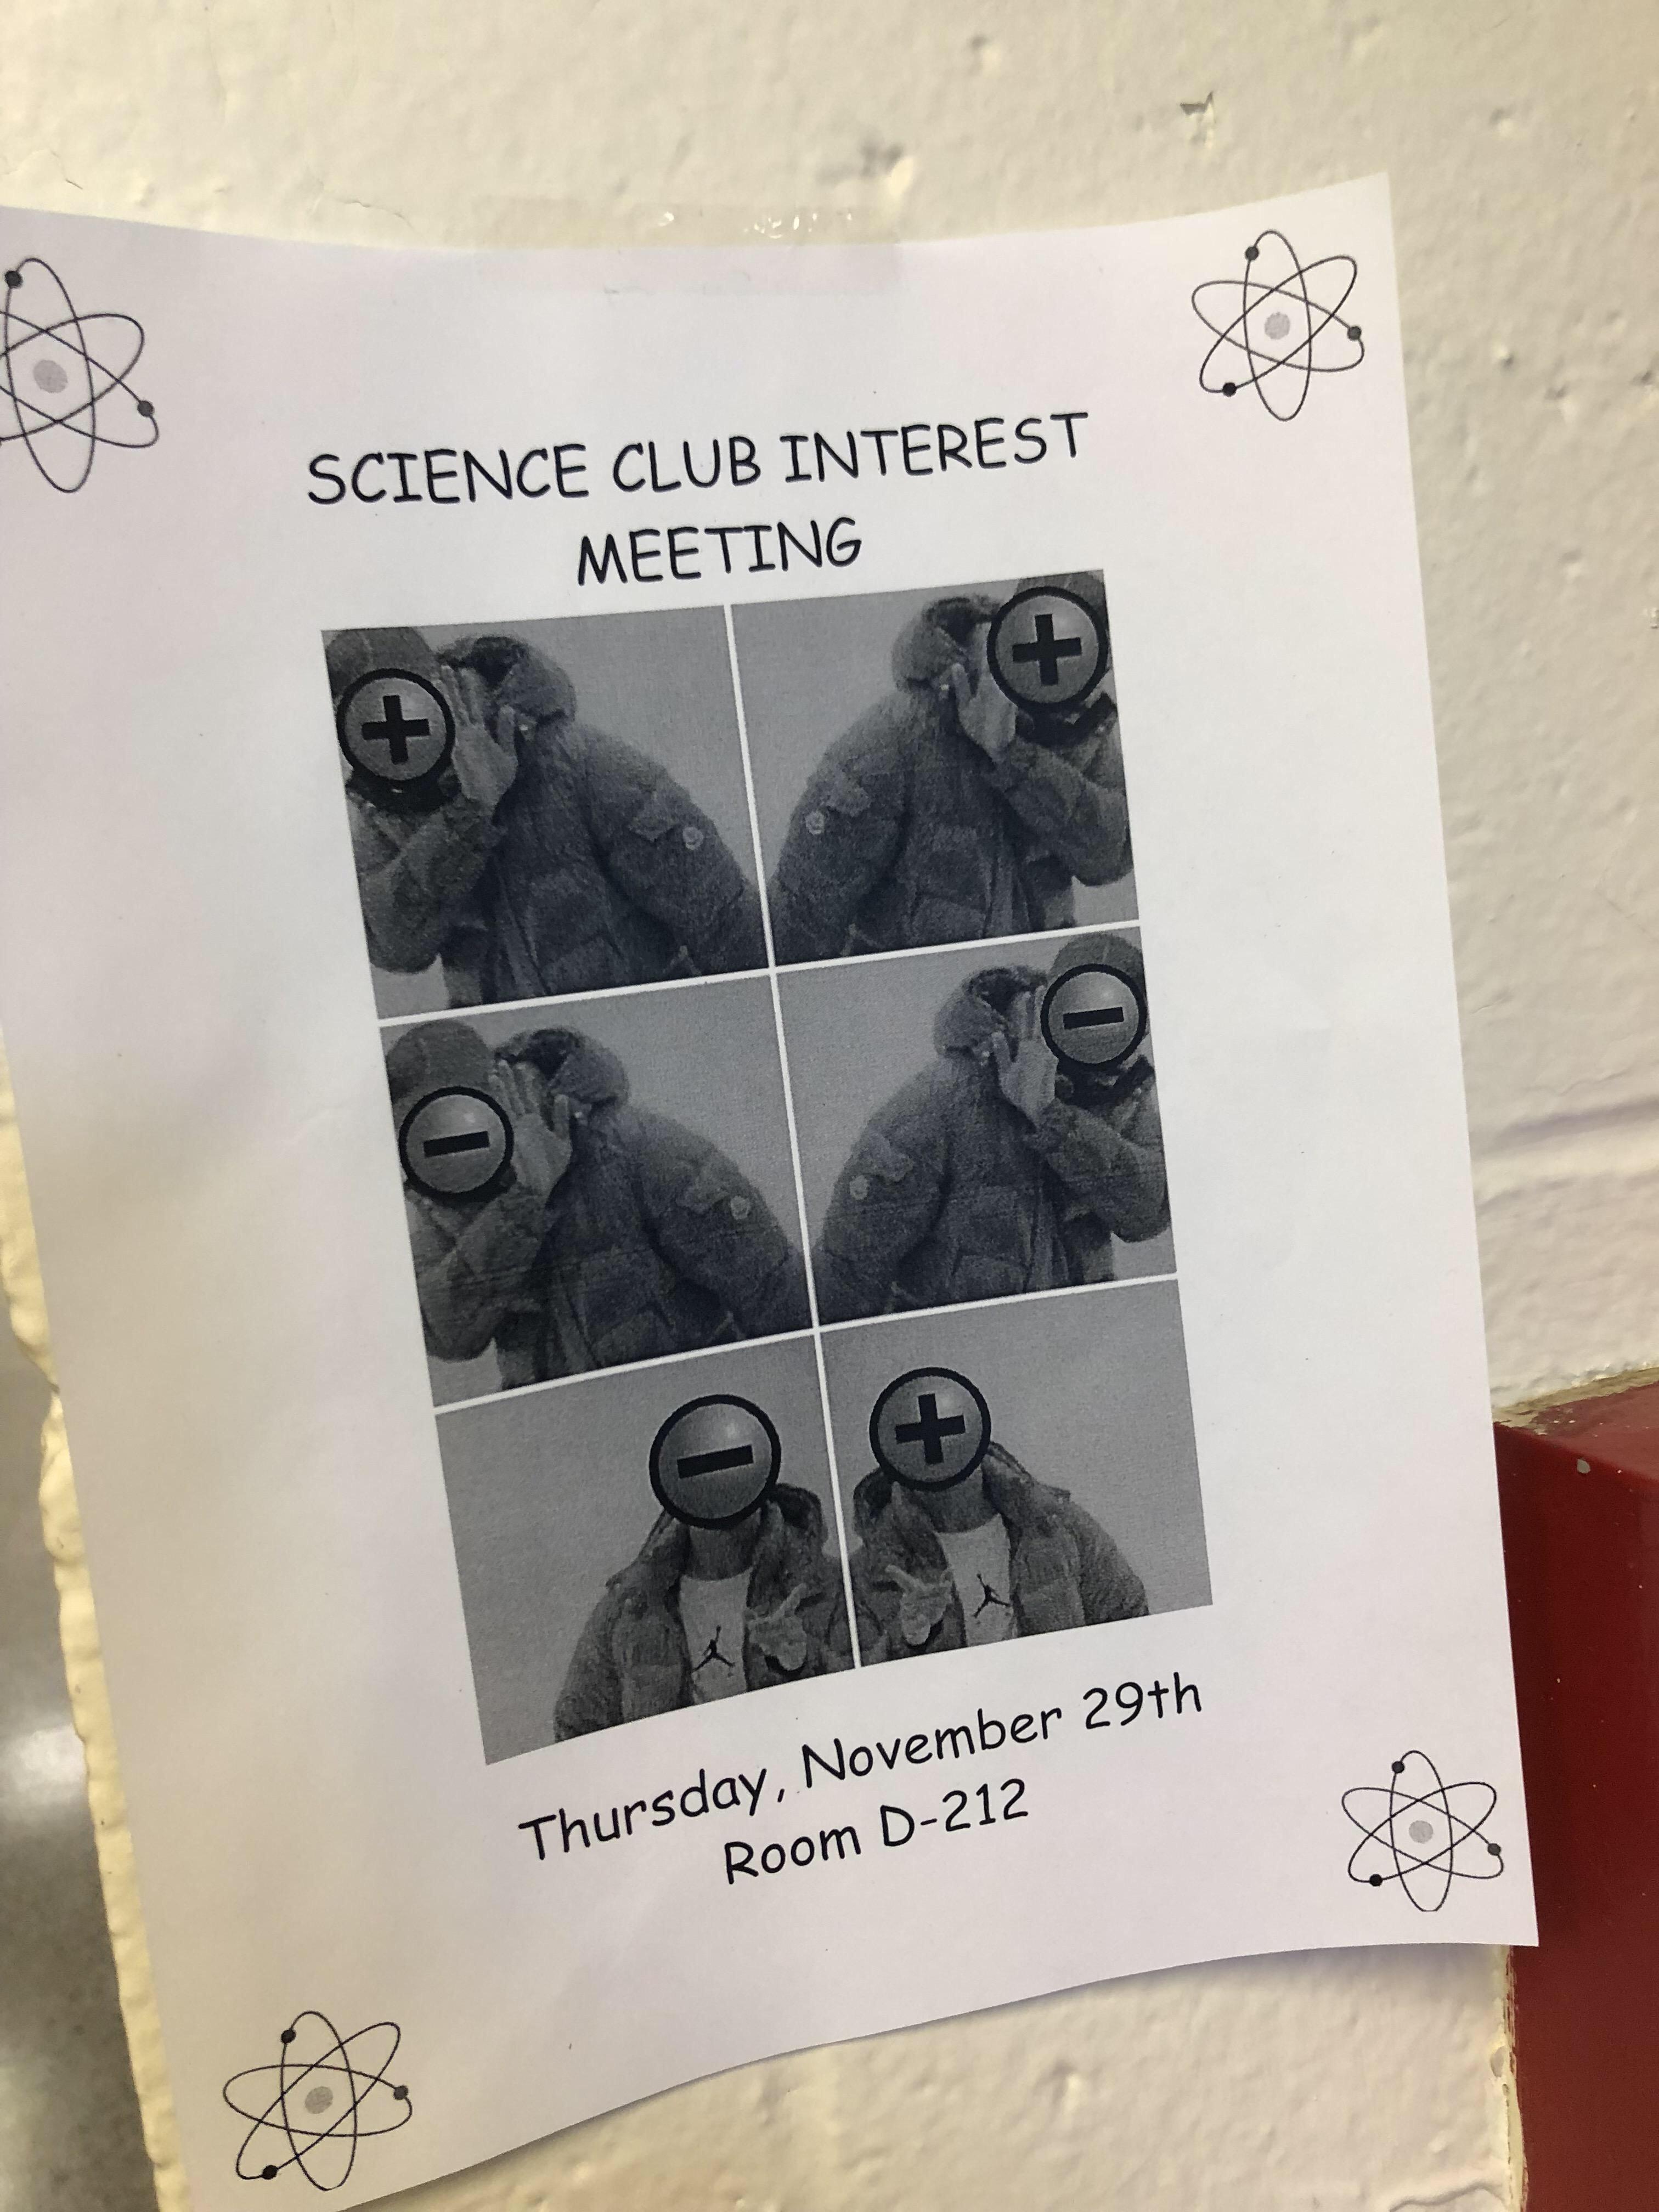 SCIENCE CLUB INTEREST
MEETING
Thursday, November 29th
Room D-212